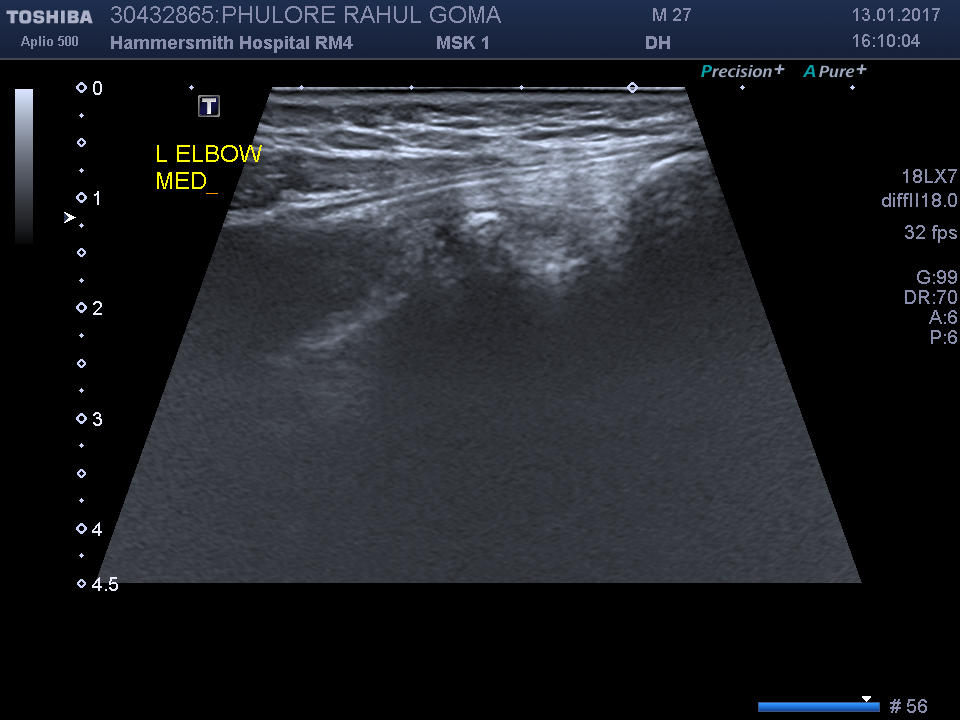 TOSHIBA 30432865:PHULORE RAHUL GOMA M 27 13.01.2017
Aplio 500 Hammersmith Hospital RM4 MSK 1 DH 16:10:04
Precision+ A Pure+
0
T
L ELBOW
MED_
1
18LX7
diffII18.0
32 fps
G:99
DR:70
2
A:6
P:6
3
4
4.5
# 56